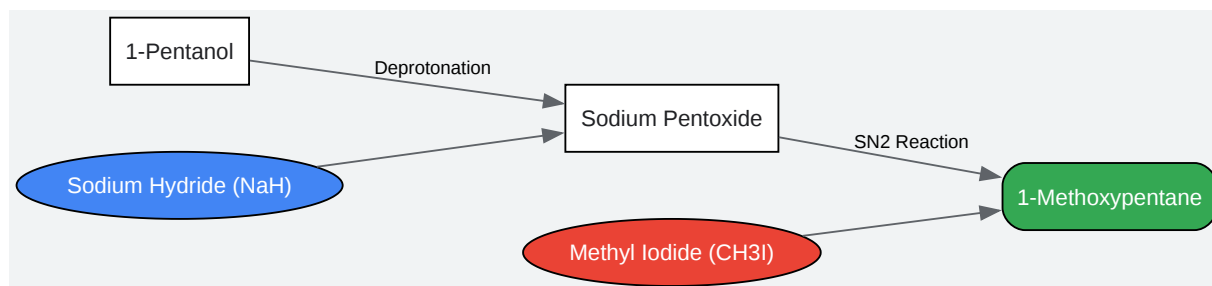 1-Pentanol
Deprotonation
Sodium Pentoxide
SN2 Reaction
Sodium Hydride (NaH)
1-Methoxypentane
Methyl Iodide (CH3I)